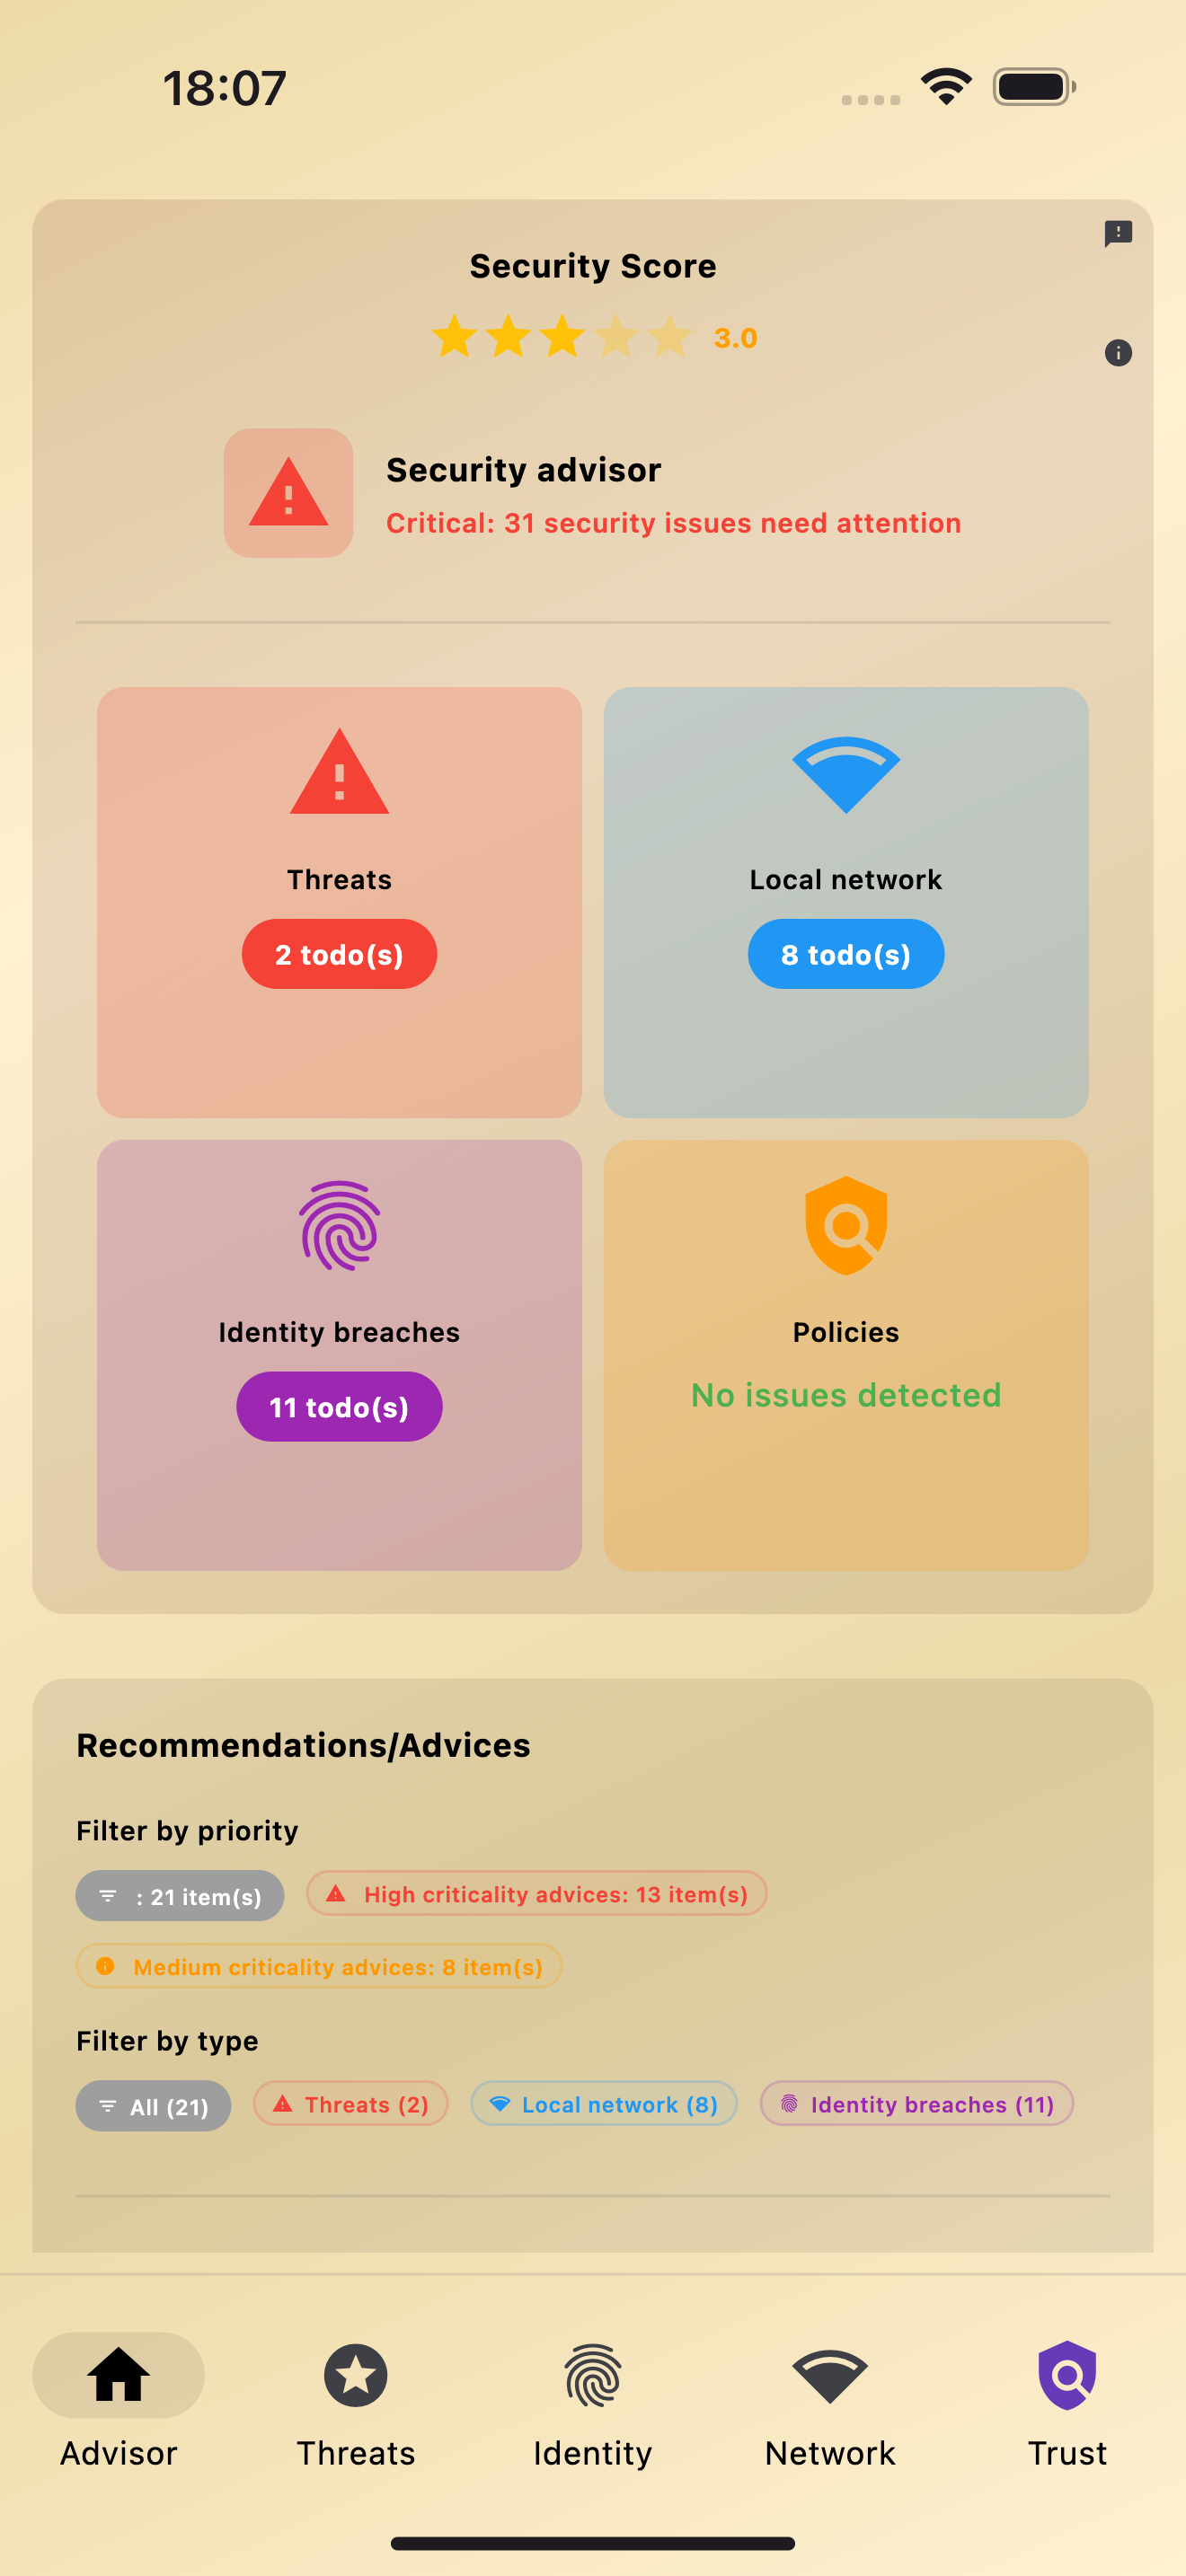 18:07
Security Score
3.0
Security advisor
Critical: 31 security issues need attention
Threats
2 todo(s)
Local network
8 todo(s)
Identity breaches
11 todo(s)
Policies
No issues detected
Recommendations/Advices
Filter by priority
: 21 item(s)
High criticality advices: 13 item(s)
Medium criticality advices: 8 item(s)
Filter by type
All (21)
Threats (2)
Local network (8)
Identity breaches (11)
Advisor
Threats
Identity
Network
Trust